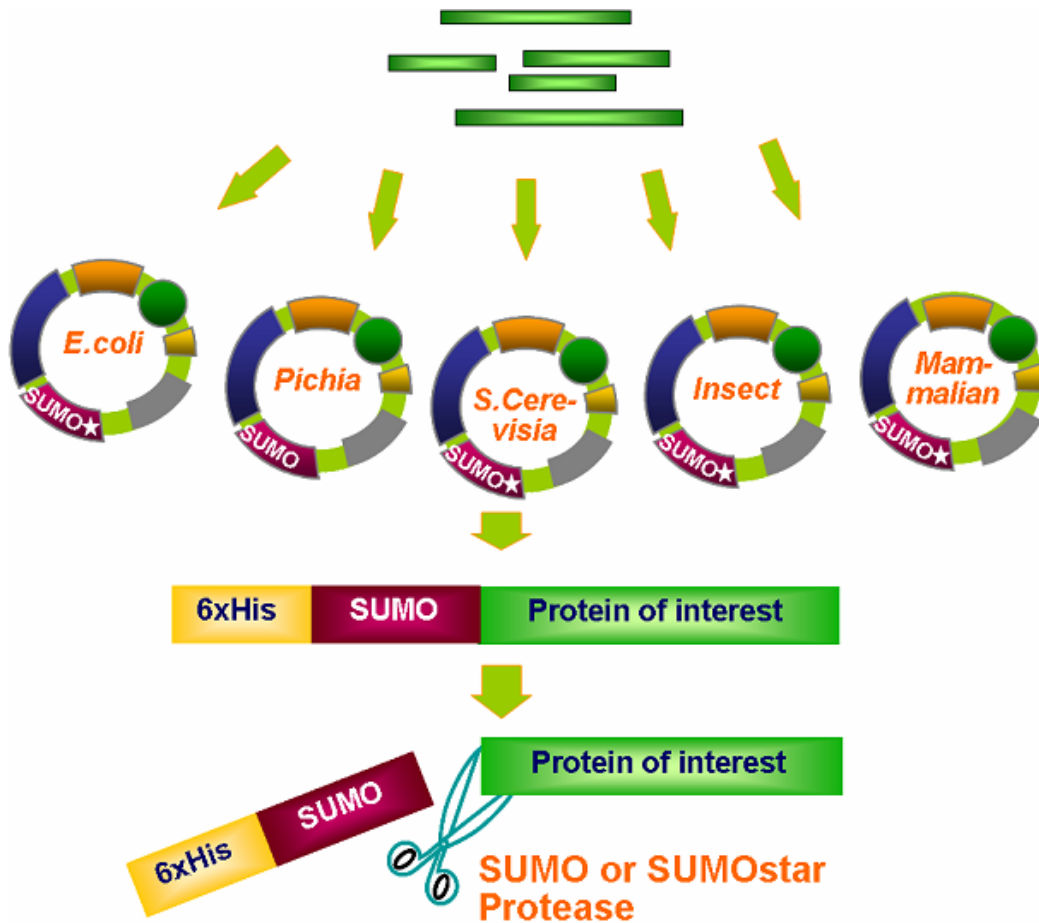 E.coli
SUMO★
Pichia
SUMO
S.Cere-
visia
SUMO★
Insect
SUMO★
Mam-
malian
SUMO★
6xHis SUMO Protein of interest
Protein of interest
6xHis SUMO
SUMO or SUMOstar
Protease